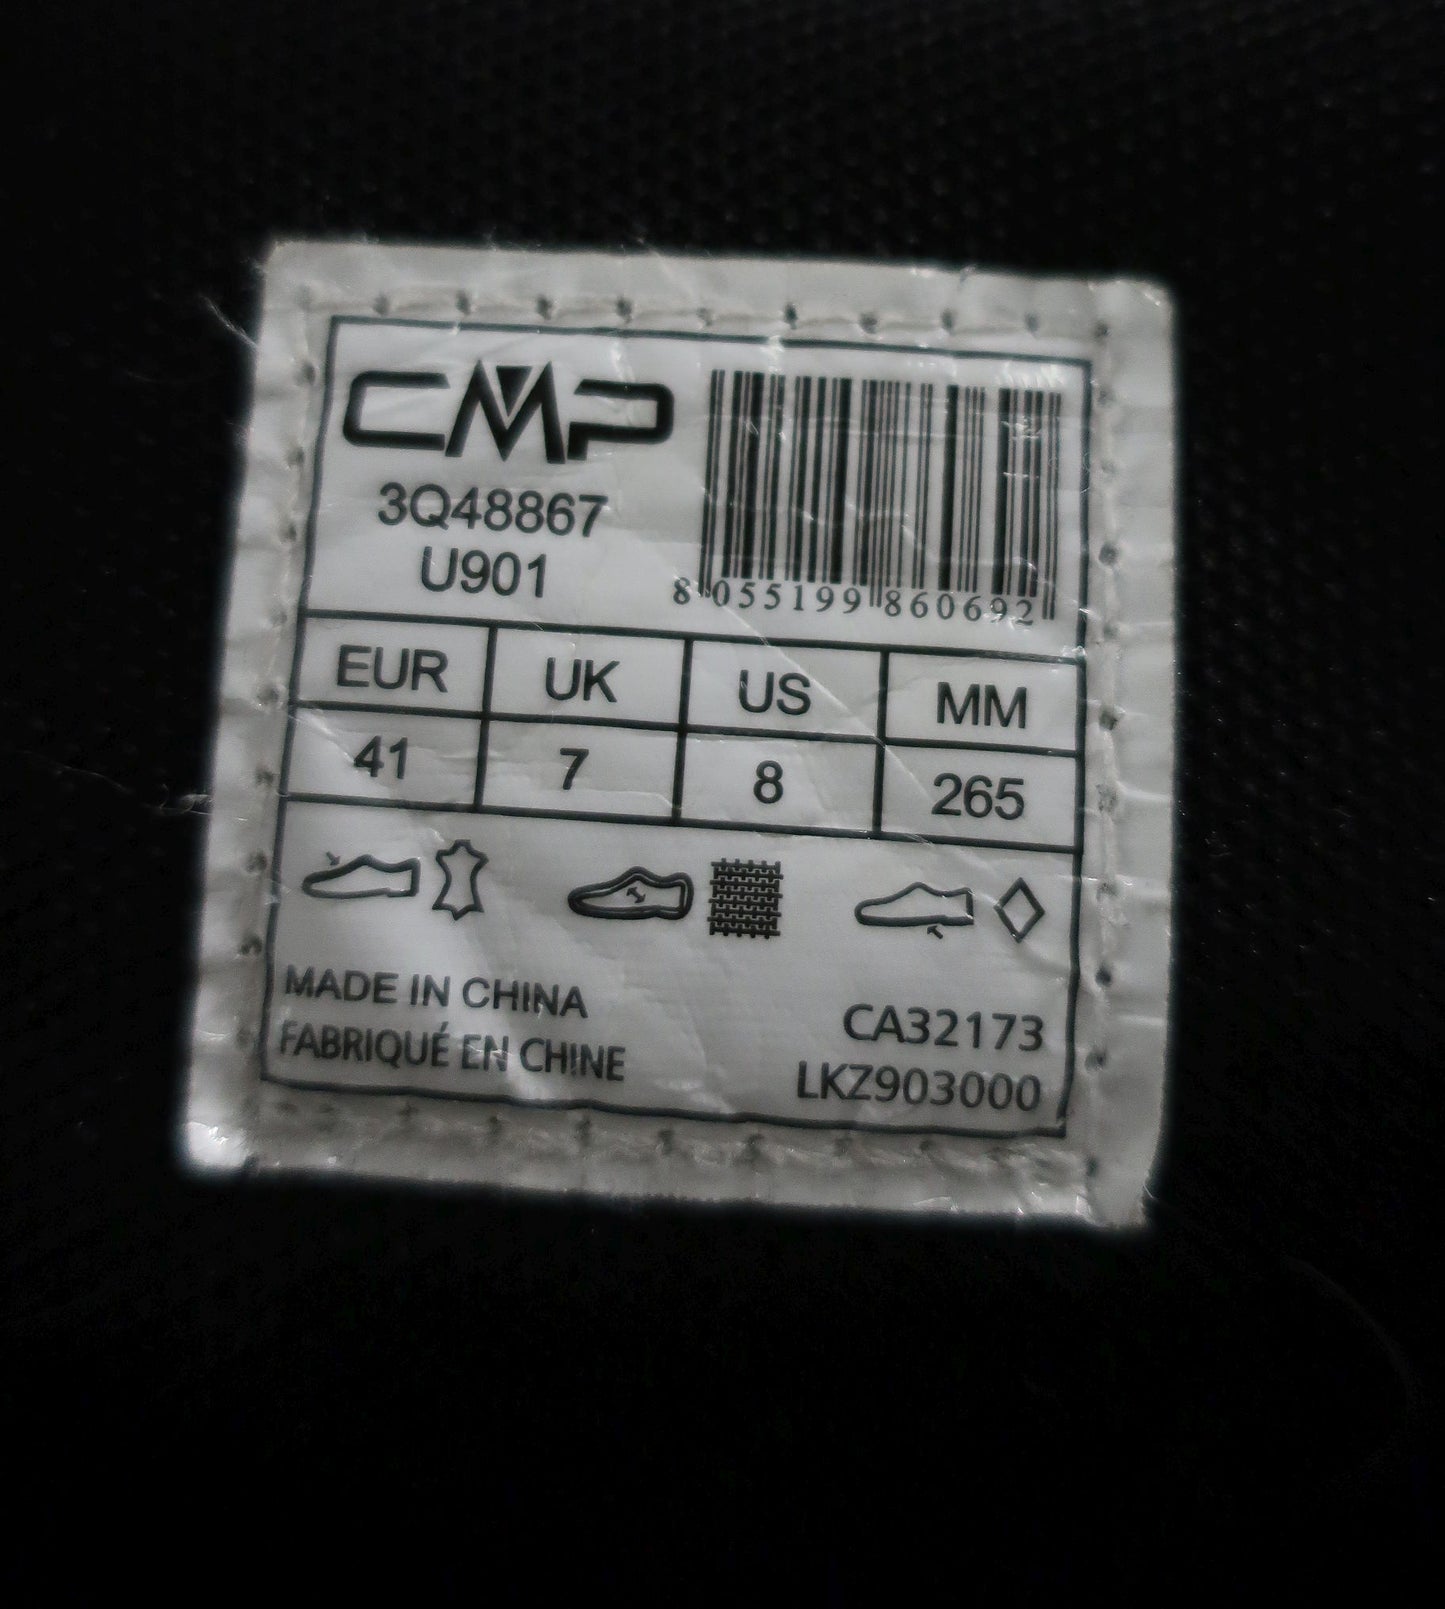 CMP
3Q48867
U901
8 055199 860692
EUR UK US MM
41 7 8 265
MADE IN CHINA
FABRIQUÉ EN CHINE
CA32173
LKZ903000